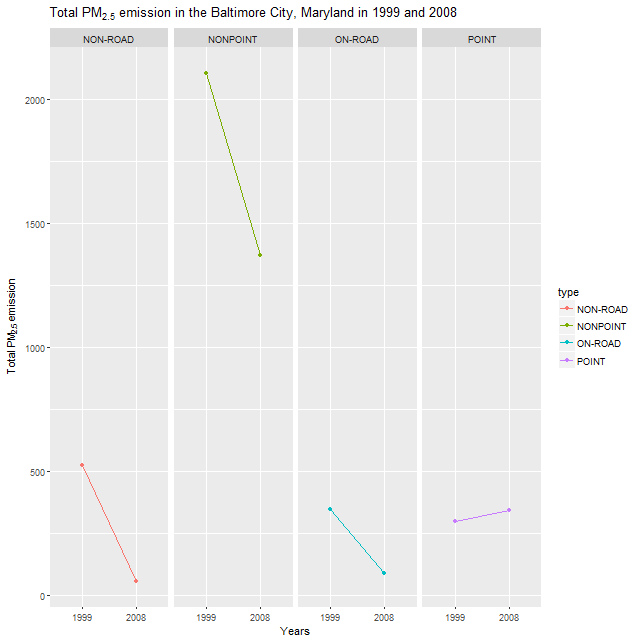 Total PM2.5 emission in the Baltimore City, Maryland in 1999 and 2008
NON-ROAD NONPOINT ON-ROAD POINT
2000
1500
1000
500
0
Total PM2.5 emission
1999 2008 1999 2008 1999 2008 1999 2008
Years
type
NON-ROAD
NONPOINT
ON-ROAD
POINT